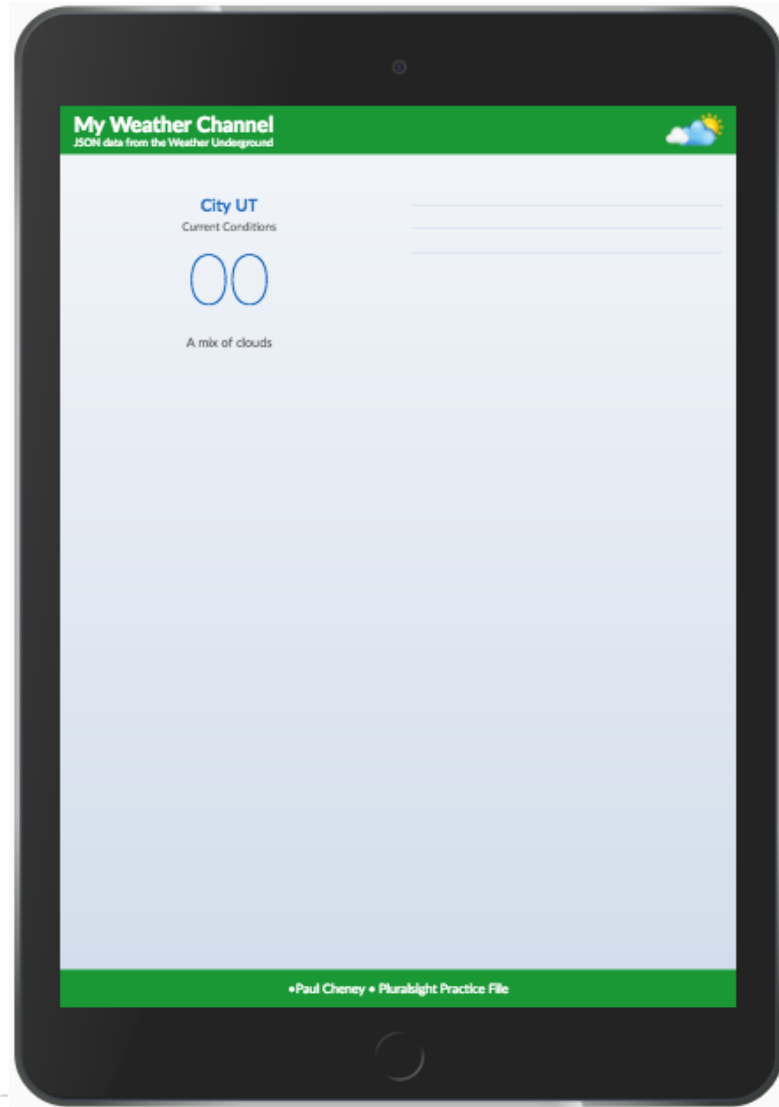 My Weather Channel
JSON data from the Weather Underground
City UT
Current Conditions
00
A mix of clouds
•Paul Cheney • Pluralsight Practice File